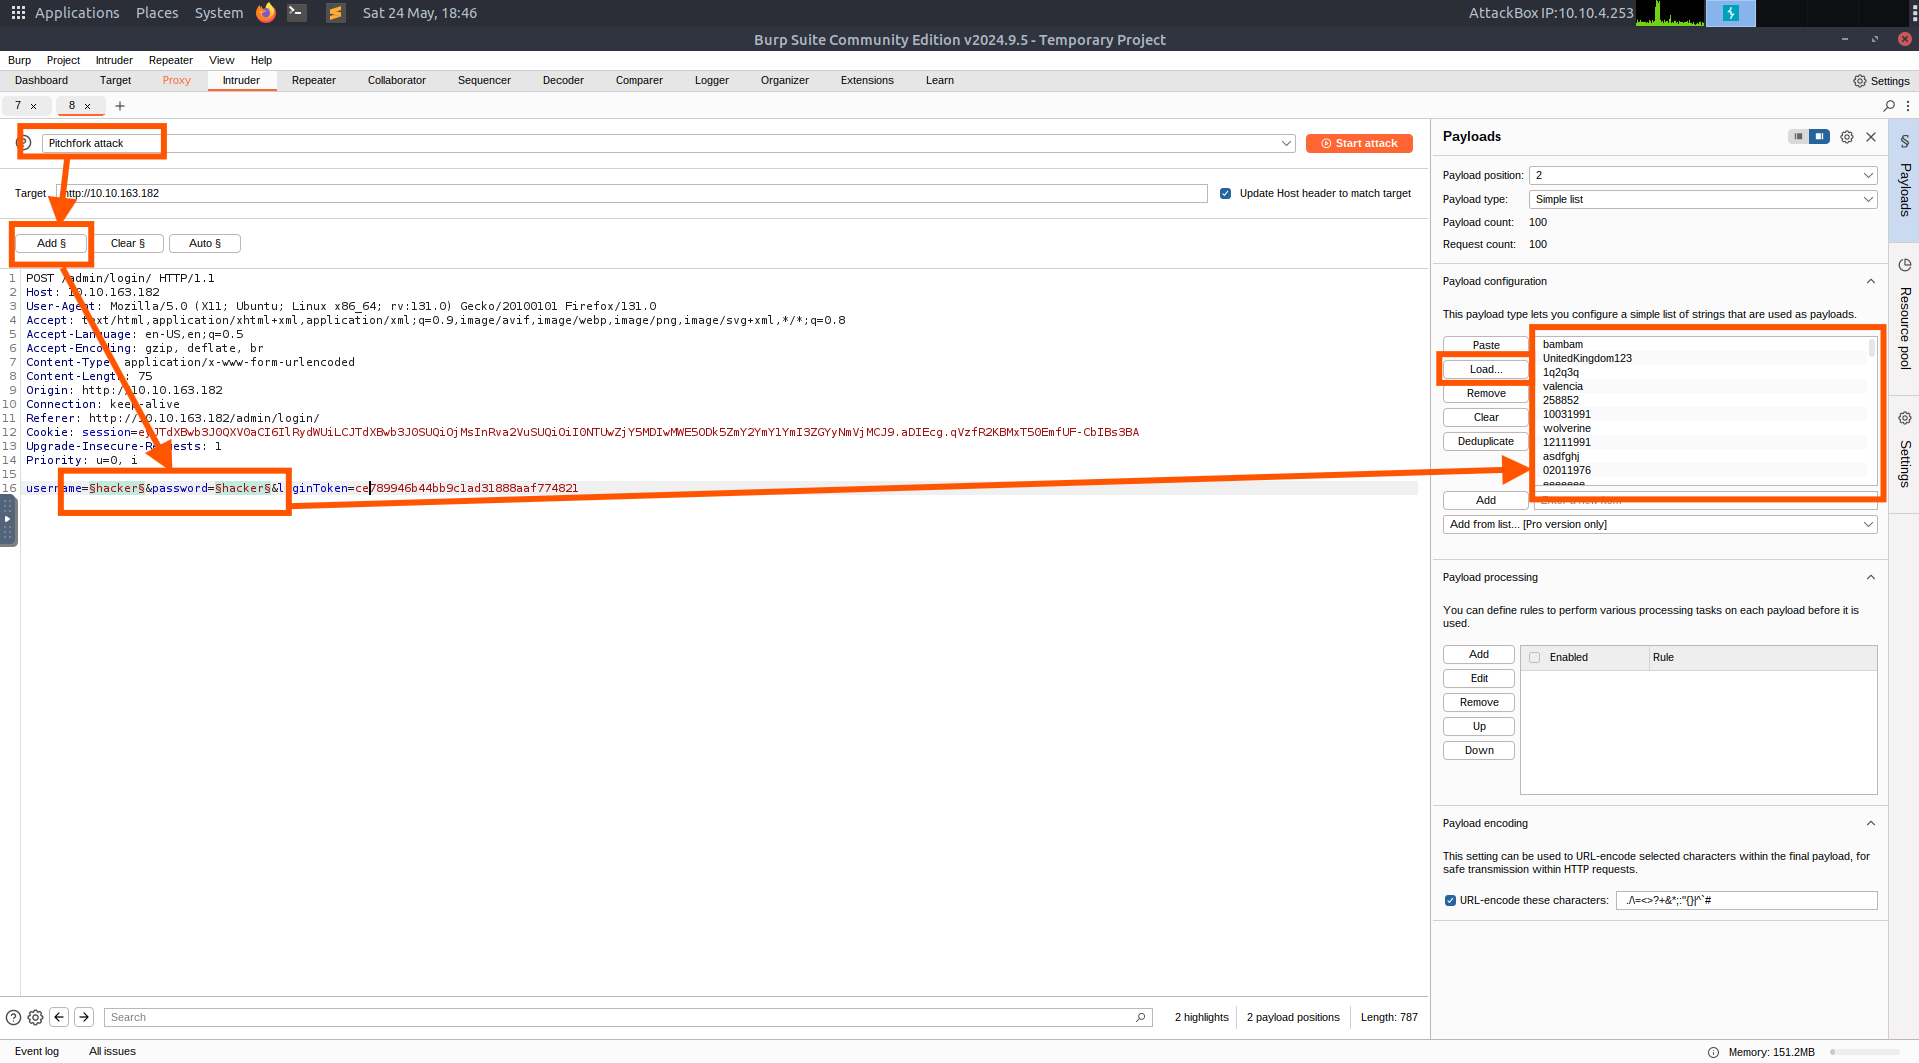 Applications Places System Sat 24 May, 18:46 AttackBox IP:10.10.4.253
Burp Suite Community Edition v2024.9.5 - Temporary Project
Burp Project Intruder Repeater View Help
Dashboard Target Proxy Intruder Repeater Collaborator Sequencer Decoder Comparer Logger Organizer Extensions Learn Settings
7 × 8 × +
Pitchfork attack
Start attack
Target http://10.10.163.182
Update Host header to match target
Add § Clear § Auto §
1 POST /admin/login/ HTTP/1.1
2 Host: 10.10.163.182
3 User-Agent: Mozilla/5.0 (X11; Ubuntu; Linux x86_64; rv:131.0) Gecko/20100101 Firefox/131.0
4 Accept: text/html,application/xhtml+xml,application/xml;q=0.9,image/avif,image/webp,image/png,image/svg+xml,*/*;q=0.8
5 Accept-Language: en-US,en;q=0.5
6 Accept-Encoding: gzip, deflate, br
7 Content-Type: application/x-www-form-urlencoded
8 Content-Length: 75
9 Origin: http://10.10.163.182
10 Connection: keep-alive
11 Referer: http://10.10.163.182/admin/login/
12 Cookie: session=
13 Upgrade-Insecure-Requests: 1
14 Priority: u=0, i
15
16 username=§hacker§&password=§hacker§&loginToken=ce789946b44bb9c1ad31888aaf774821
Search
2 highlights
2 payload positions
Length: 787
Payloads
Payload position: 2
Payload type: Simple list
Payload count: 100
Request count: 100
Payload configuration
This payload type lets you configure a simple list of strings that are used as payloads.
Paste
Load...
Remove
Clear
Deduplicate
bambam
UnitedKingdom123
1q2q3q
valencia
258852
10031991
wolverine
12111991
asdfghj
02011976
Add
Enter a new item
Add from list... [Pro version only]
Payload processing
You can define rules to perform various processing tasks on each payload before it is
used.
Add
Edit
Remove
Up
Down
Enabled Rule
Payload encoding
This setting can be used to URL-encode selected characters within the final payload, for
safe transmission within HTTP requests.
URL-encode these characters: ./\=<>?+&*;:"{}|^`#
§ Payloads
Resource pool
Settings
Event log All issues
Memory: 151.2MB